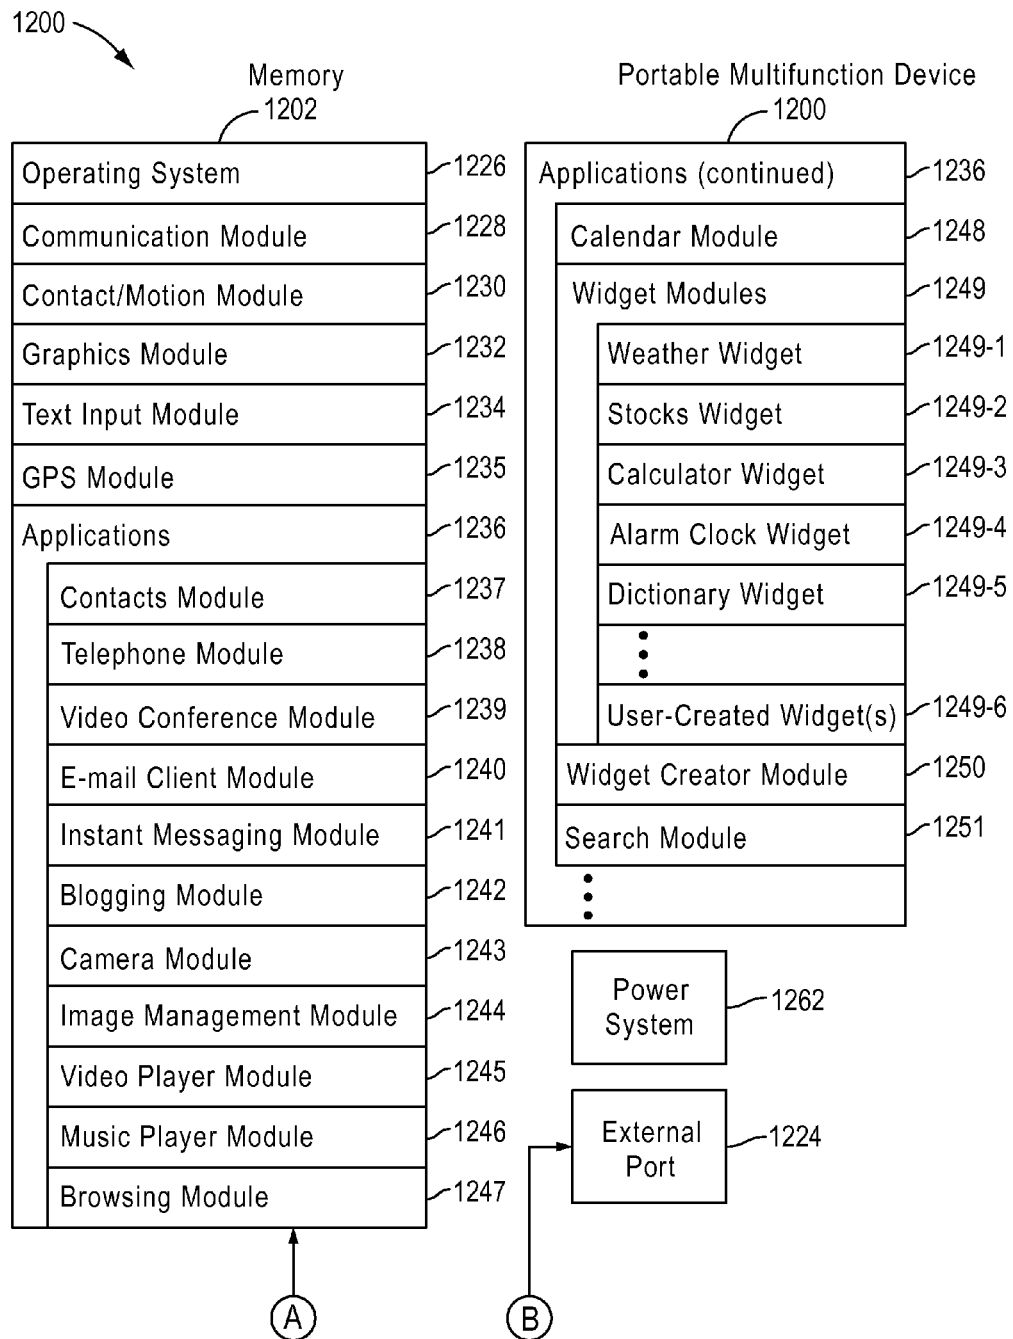 1200
Memory
1202
Operating System 1226
Communication Module 1228
Contact/Motion Module 1230
Graphics Module 1232
Text Input Module 1234
GPS Module 1235
Applications 1236
Contacts Module 1237
Telephone Module 1238
Video Conference Module 1239
E-mail Client Module 1240
Instant Messaging Module 1241
Blogging Module 1242
Camera Module 1243
Image Management Module 1244
Video Player Module 1245
Music Player Module 1246
Browsing Module 1247
A
Portable Multifunction Device
1200
Applications (continued) 1236
Calendar Module 1248
Widget Modules 1249
Weather Widget 1249-1
Stocks Widget 1249-2
Calculator Widget 1249-3
Alarm Clock Widget 1249-4
Dictionary Widget 1249-5
User-Created Widget(s) 1249-6
Widget Creator Module 1250
Search Module 1251
Power
System 1262
External
Port 1224
B